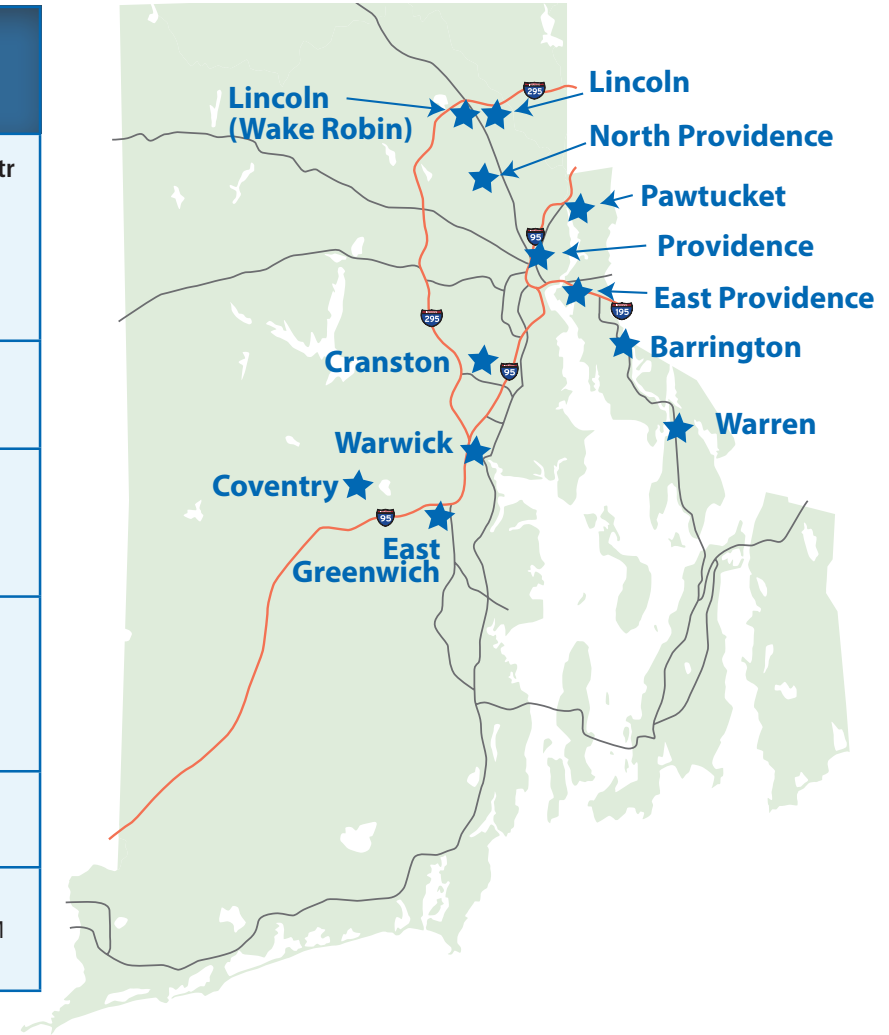 tr
Lincoln
295
Lincoln
(Wake Robin)
North Providence
Pawtucket
95
Providence
East Providence
295
195
Barrington
Cranston
95
Warren
Warwick
Coventry
95
East
Greenwich